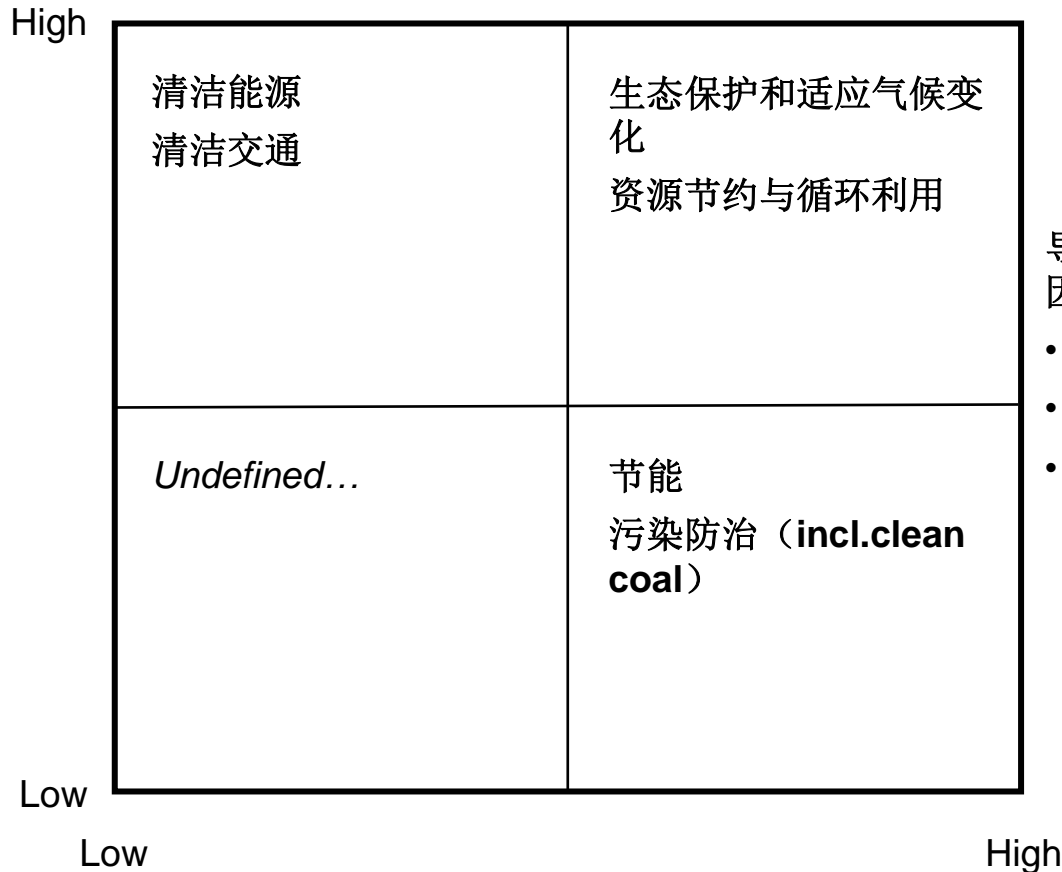 High
清洁能源
清洁交通
生态保护和适应气候变
化
资源节约与循环利用
Undefined…
节能
污染防治（incl.clean
coal）
Low
Low
High